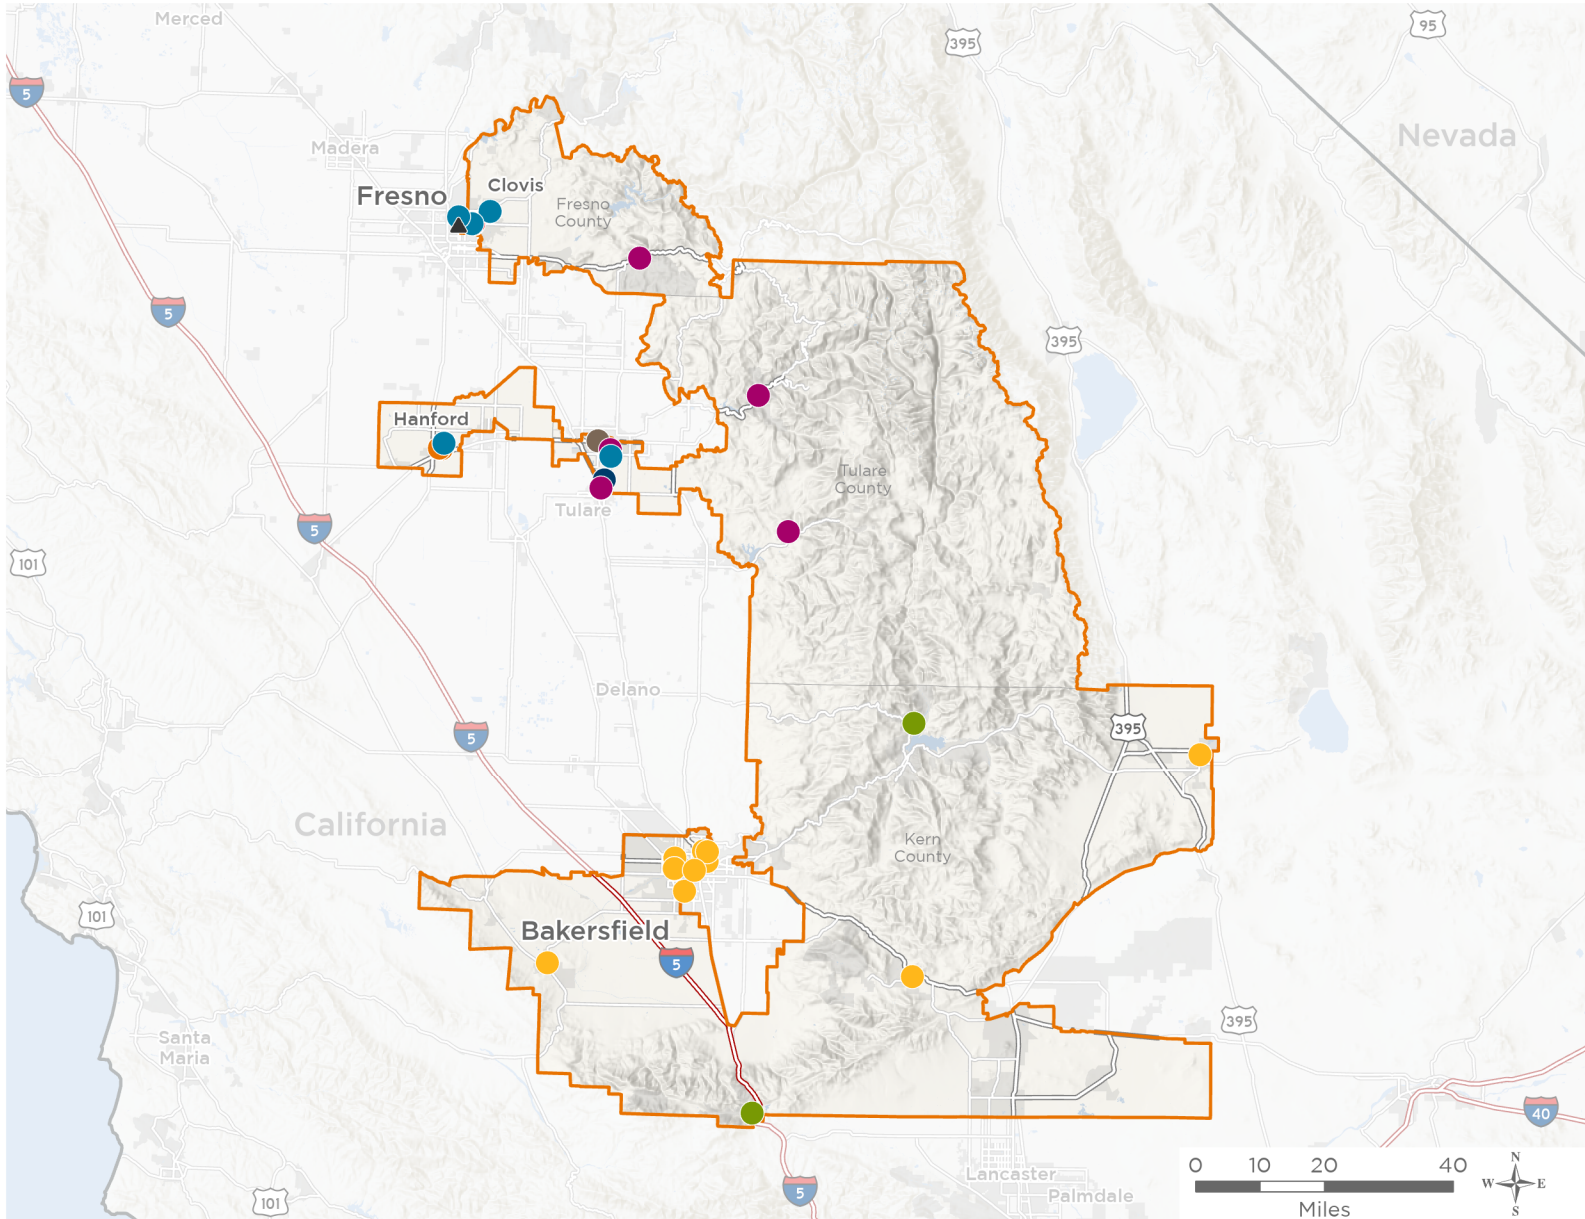 Merced
395
95
5
Nevada
Madera
Clovis
Fresno
Fresno
County
5
395
Hanford
Tulare
County
Tulare
5
101
Delano
395
5
California
Kern
County
101
Bakersfield
5
395
Santa
Maria
40
Lancaster
Palmdale
5
101
0 10 20 40
Miles
N
W E
S